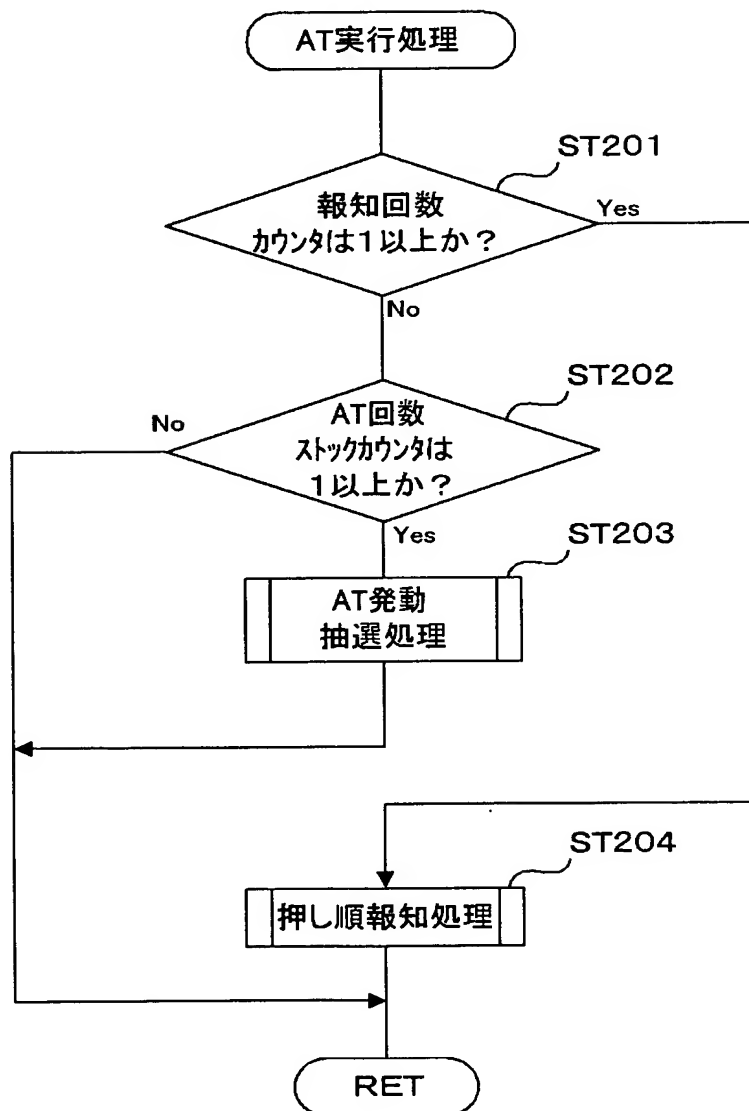 AT実行処理
ST201
報知回数
カウンタは1以上か？
Yes
No
ST202
AT回数
ストックカウンタは
1以上か？
No
Yes
ST203
AT発動
抽選処理
ST204
押し順報知処理
RET